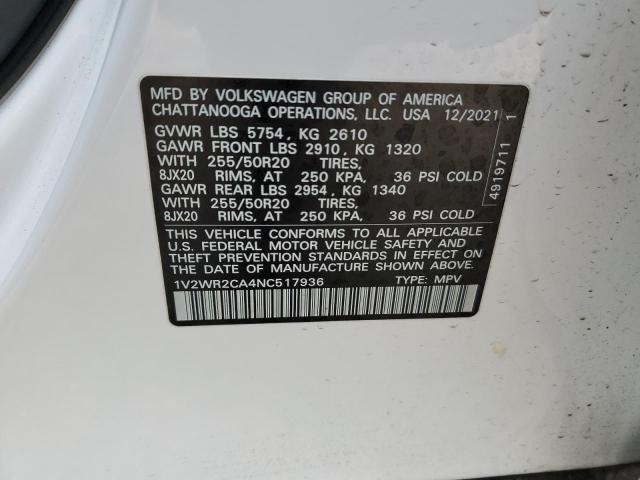 MFD BY VOLKSWAGEN GROUP OF AMERICA
CHATTANOOGA OPERATIONS, LLC. USA 12/2021
GVWR LBS 5754, KG 2610
GAWR FRONT LBS 2910, KG 1320
WITH 255/50R20 TIRES,
8JX20 RIMS, AT 250 KPA, 36 PSI COLD
GAWR REAR LBS 2954, KG 1340
WITH 255/50R20 TIRES,
8JX20 RIMS, AT 250 KPA, 36 PSI COLD
THIS VEHICLE CONFORMS TO ALL APPLICABLE
U.S. FEDERAL MOTOR VEHICLE SAFETY AND
THEFT PREVENTION STANDARDS IN EFFECT ON
THE DATE OF MANUFACTURE SHOWN ABOVE.
1V2WR2CA4NC517936 TYPE: MPV
4919711 1